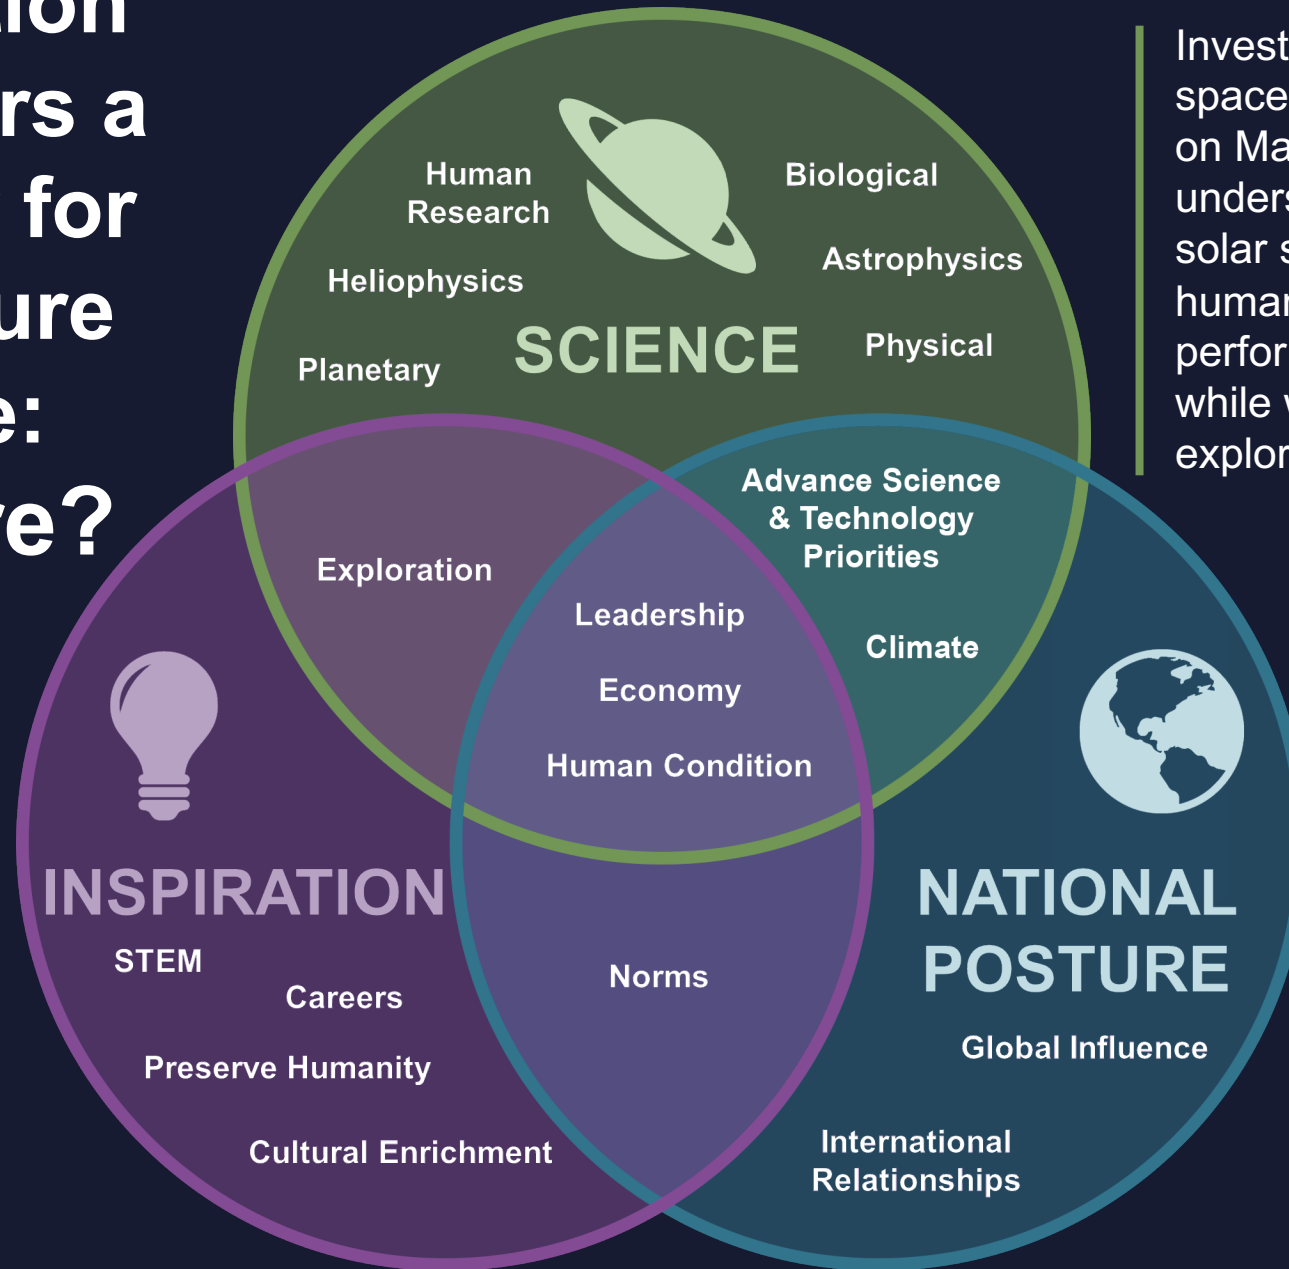 a
for
Human
Research
Biological
Heliophysics
Astrophysics
SCIENCE
Physical
Planetary
Exploration
Advance Science
& Technology
Priorities
Climate
Leadership
Economy
Human Condition
INSPIRATION
STEM
Careers
Preserve Humanity
Cultural Enrichment
Norms
NATIONAL
POSTURE
Global Influence
International
Relationships
Invest
space
on Ma
unders
solar s
human
perfor
while
explor